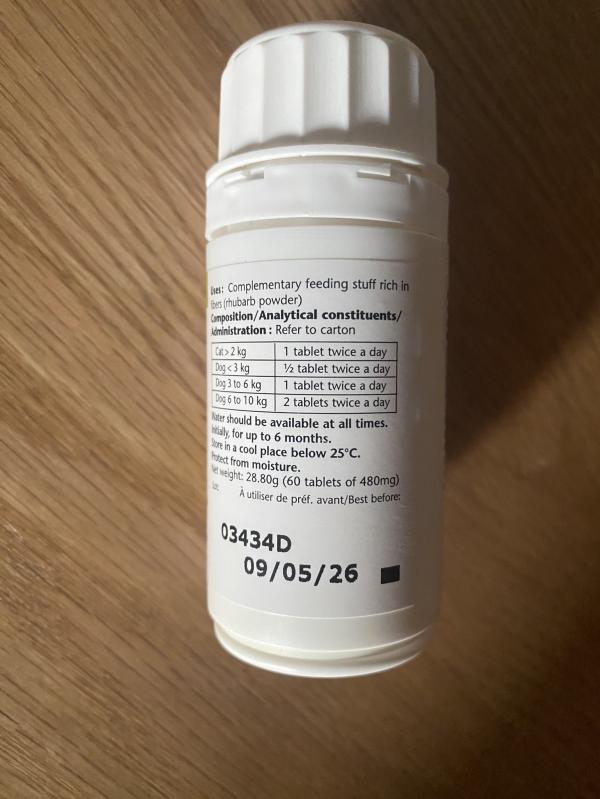 Uses: Complementary feeding stuff rich in
fibers (rhubarb powder)
Composition/Analytical constituents/
Administration : Refer to carton
Cat > 2 kg 1 tablet twice a day
Dog < 3 kg ½ tablet twice a day
Dog 3 to 6 kg 1 tablet twice a day
Dog 6 to 10 kg 2 tablets twice a day
Water should be available at all times.
Initially, for up to 6 months.
Store in a cool place below 25°C.
Protect from moisture.
Net weight: 28.80g (60 tablets of 480mg)
Lot: À utiliser de préf. avant/Best before:
03434D
09/05/26